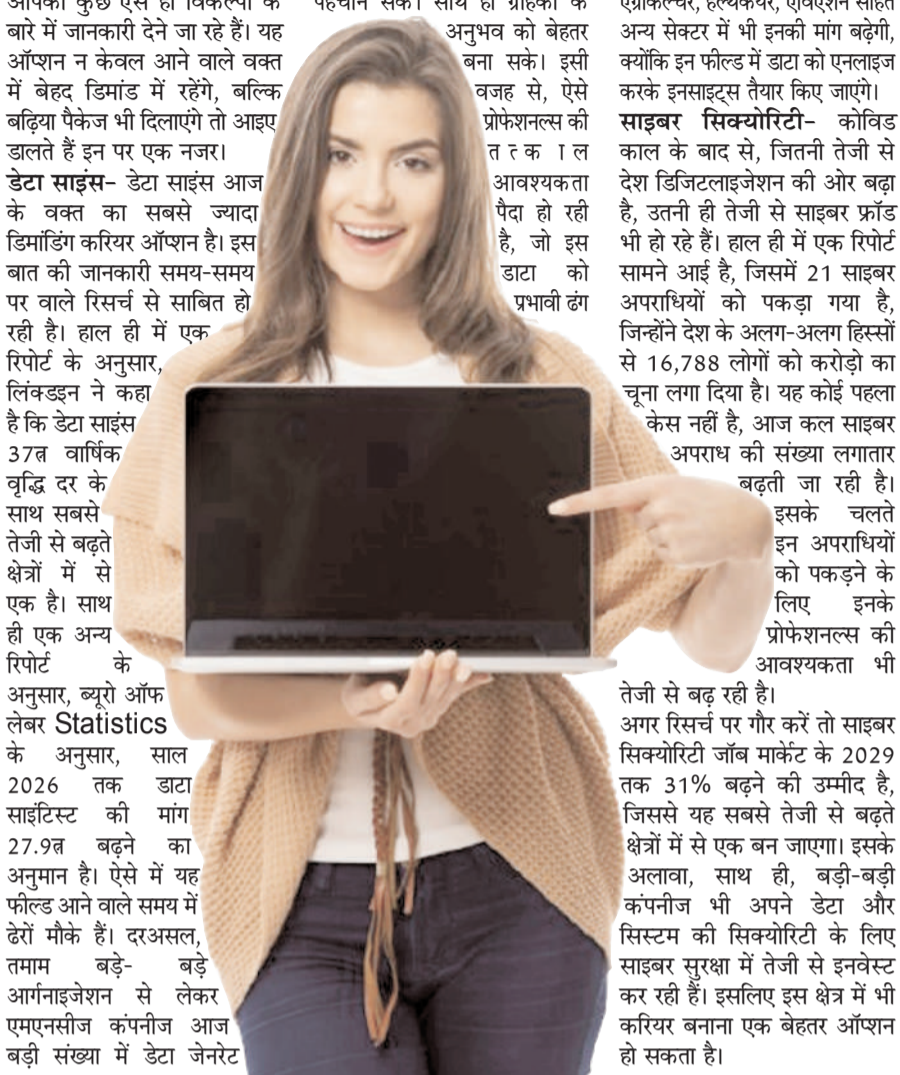 आपको कुछ ऐसे ही विकल्पों के
बारे में जानकारी देने जा रहे हैं। यह
ऑप्शन न केवल आने वाले वक्त
में बेहद डिमांड में रहेंगे, बल्कि
बढ़िया पैकेज भी दिलाएंगे तो आइए
डालते हैं इन पर एक नजर।
डेटा साइंस- डेटा साइंस आज
के वक्त का सबसे ज्यादा
डिमांडिंग करियर ऑप्शन है। इस
बात की जानकारी समय-समय
पर वाले रिसर्च से साबित हो
रही है। हाल ही में एक
रिपोर्ट के अनुसार,
लिंक्डइन ने कहा
है कि डेटा साइंस
37त्न वार्षिक
वृद्धि दर के
साथ सबसे
तेजी से बढ़ते
क्षेत्रों में से
एक है। साथ
ही एक अन्य
रिपोर्ट के
अनुसार, ब्यूरो ऑफ
लेबर Statistics
के अनुसार, साल
2026 तक डाटा
साइंटिस्ट की मांग
27.9त्न बढ़ने का
अनुमान है। ऐसे में यह
फील्ड आने वाले समय में
ढेरों मौके हैं। दरअसल,
तमाम बड़े- बड़े
आर्गनाइजेशन से लेकर
एमएनसीज कंपनीज आज
बड़ी संख्या में डेटा जेनरेट
पहचान सके। साथ ही ग्राहकों के
अनुभव को बेहतर
बना सके। इसी
वजह से, ऐसे
प्रोफेशनल्स की
त त् क ा ल
आवश्यकता
पैदा हो रही
है, जो इस
डाटा को
प्रभावी ढंग
एग्रीकल्चर, हेल्थकेयर, एविएशन सहित
अन्य सेक्टर में भी इनकी मांग बढ़ेगी,
क्योंकि इन फील्ड में डाटा को एनलाइज
करके इनसाइट्स तैयार किए जाएंगे।
साइबर सिक्योरिटी- कोविड
काल के बाद से, जितनी तेजी से
देश डिजिटलाइजेशन की ओर बढ़ा
है, उतनी ही तेजी से साइबर फ्रॉड
भी हो रहे हैं। हाल ही में एक रिपोर्ट
सामने आई है, जिसमें 21 साइबर
अपराधियों को पकड़ा गया है,
जिन्होंने देश के अलग-अलग हिस्सों
से 16,788 लोगों को करोड़ो का
चूना लगा दिया है। यह कोई पहला
केस नहीं है, आज कल साइबर
अपराध की संख्या लगातार
बढ़ती जा रही है।
इसके चलते
इन अपराधियों
को पकड़ने के
लिए इनके
प्रोफेशनल्स की
आवश्यकता भी
तेजी से बढ़ रही है।
अगर रिसर्च पर गौर करें तो साइबर
सिक्योरिटी जॉब मार्केट के 2029
तक 31% बढ़ने की उम्मीद है,
जिससे यह सबसे तेजी से बढ़ते
क्षेत्रों में से एक बन जाएगा। इसके
अलावा, साथ ही, बड़ी-बड़ी
कंपनीज भी अपने डेटा और
सिस्टम की सिक्योरिटी के लिए
साइबर सुरक्षा में तेजी से इनवेस्ट
कर रही हैं। इसलिए इस क्षेत्र में भी
करियर बनाना एक बेहतर ऑप्शन
हो सकता है।